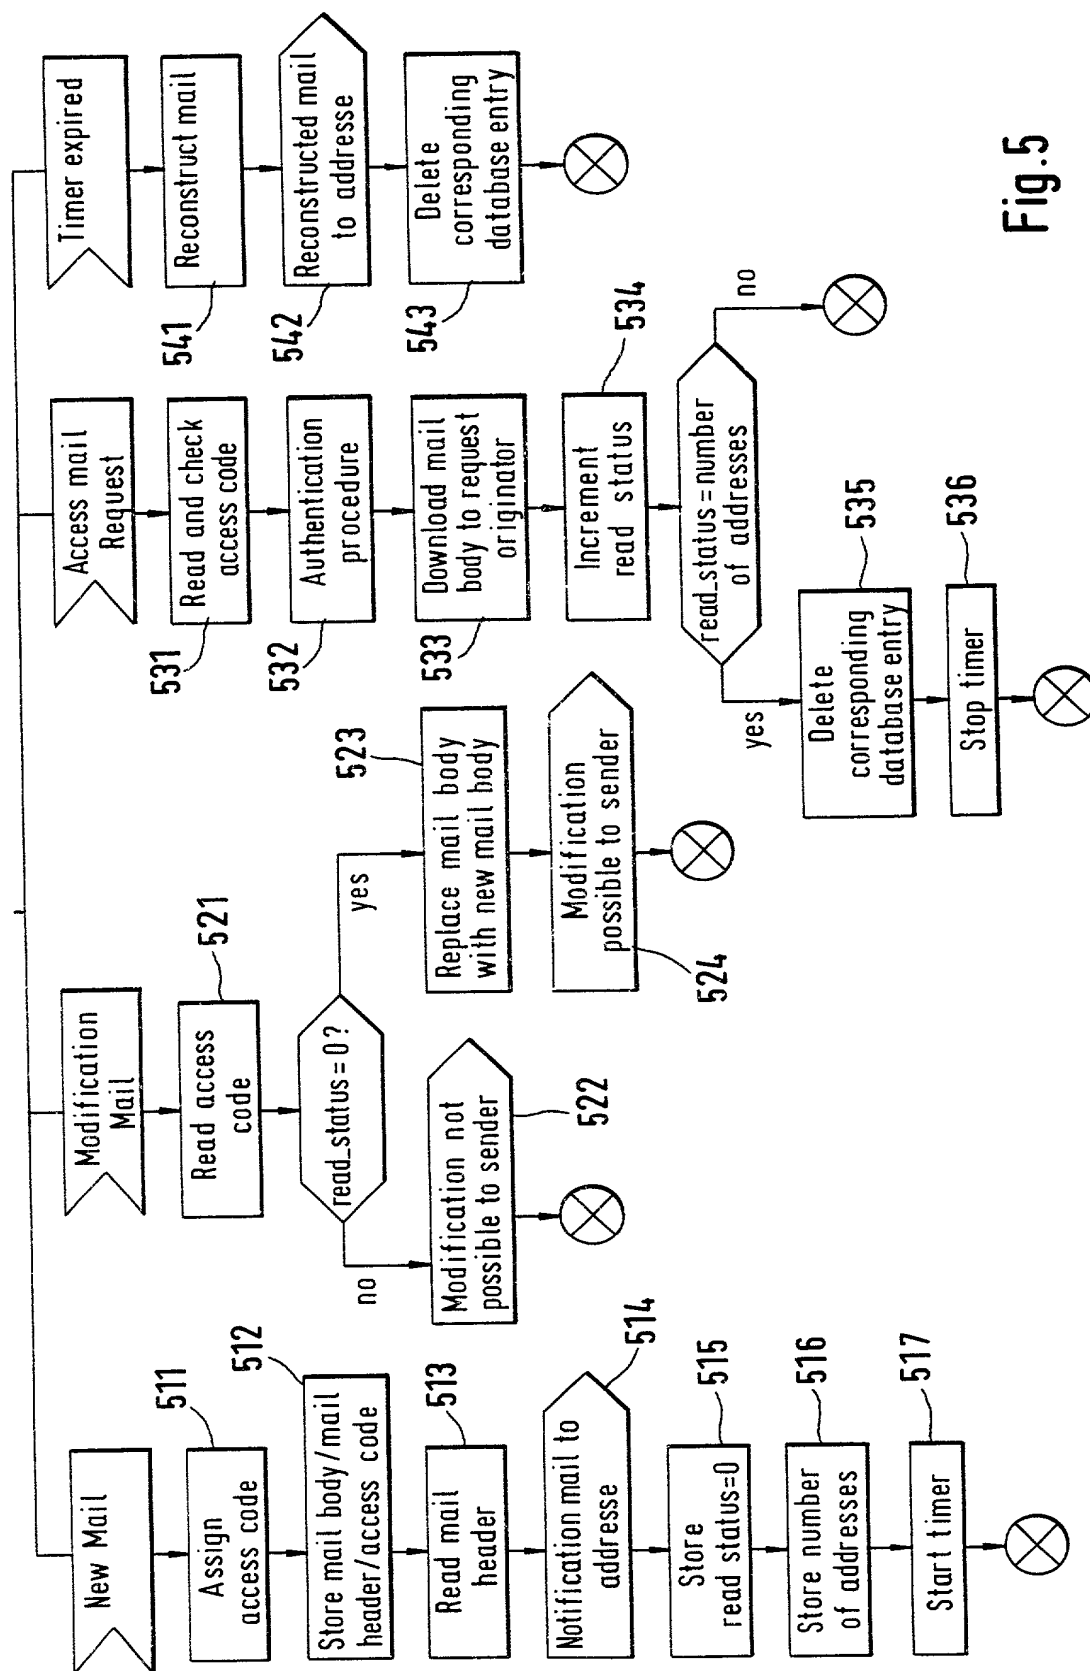 New Mail
511
Assign
access code
512
Store mail body/mail
header/access code
513
Read mail
header
514
Notification mail to
addresse
515
Store
read status=0
516
Store number
of addresses
517
Start timer
Modification
Mail
521
Read access
code
read_status=0?
no
yes
Modification not
possible to sender
522
523
Replace mail body
with new mail body
Modification
possible to sender
524
Access mail
Request
Read and check
access code
531
Authentication
procedure
532
Download mail
body to request
originator
533
534
Increment
read status
read_status=number
of addresses
no
yes
535
Delete
corresponding
database entry
536
Stop timer
Timer expired
Reconstruct mail
541
Reconstructed mail
to addresse
542
Delete
corresponding
database entry
543
Fig.5